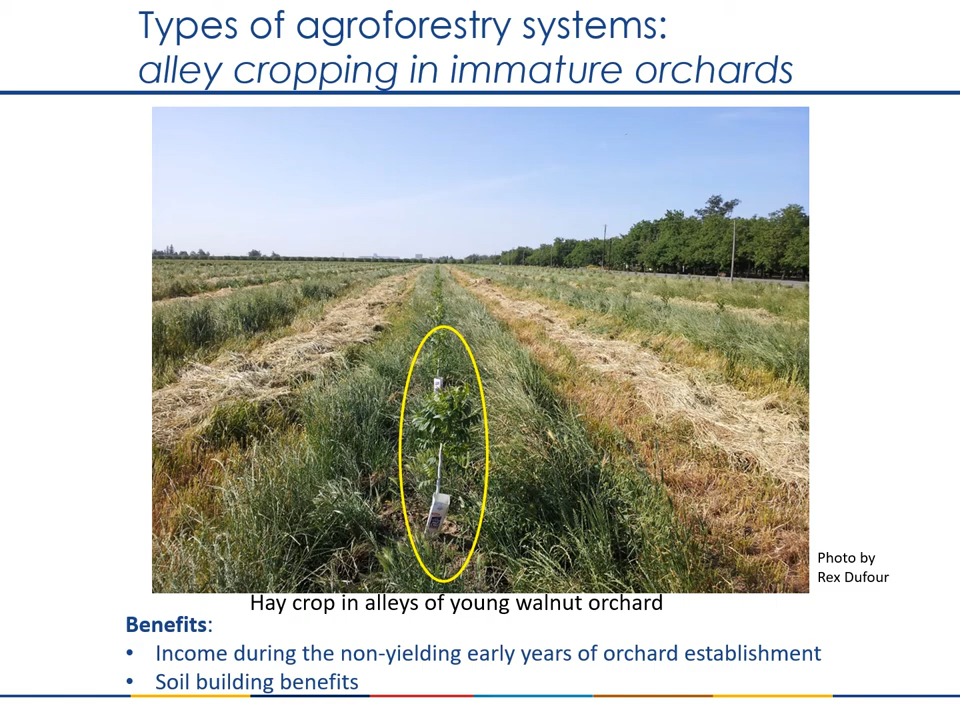 Types of agroforestry systems:
alley cropping in immature orchards
Photo by
Rex Dufour
Hay crop in alleys of young walnut orchard
Benefits:
• Income during the non-yielding early years of orchard establishment
• Soil building benefits